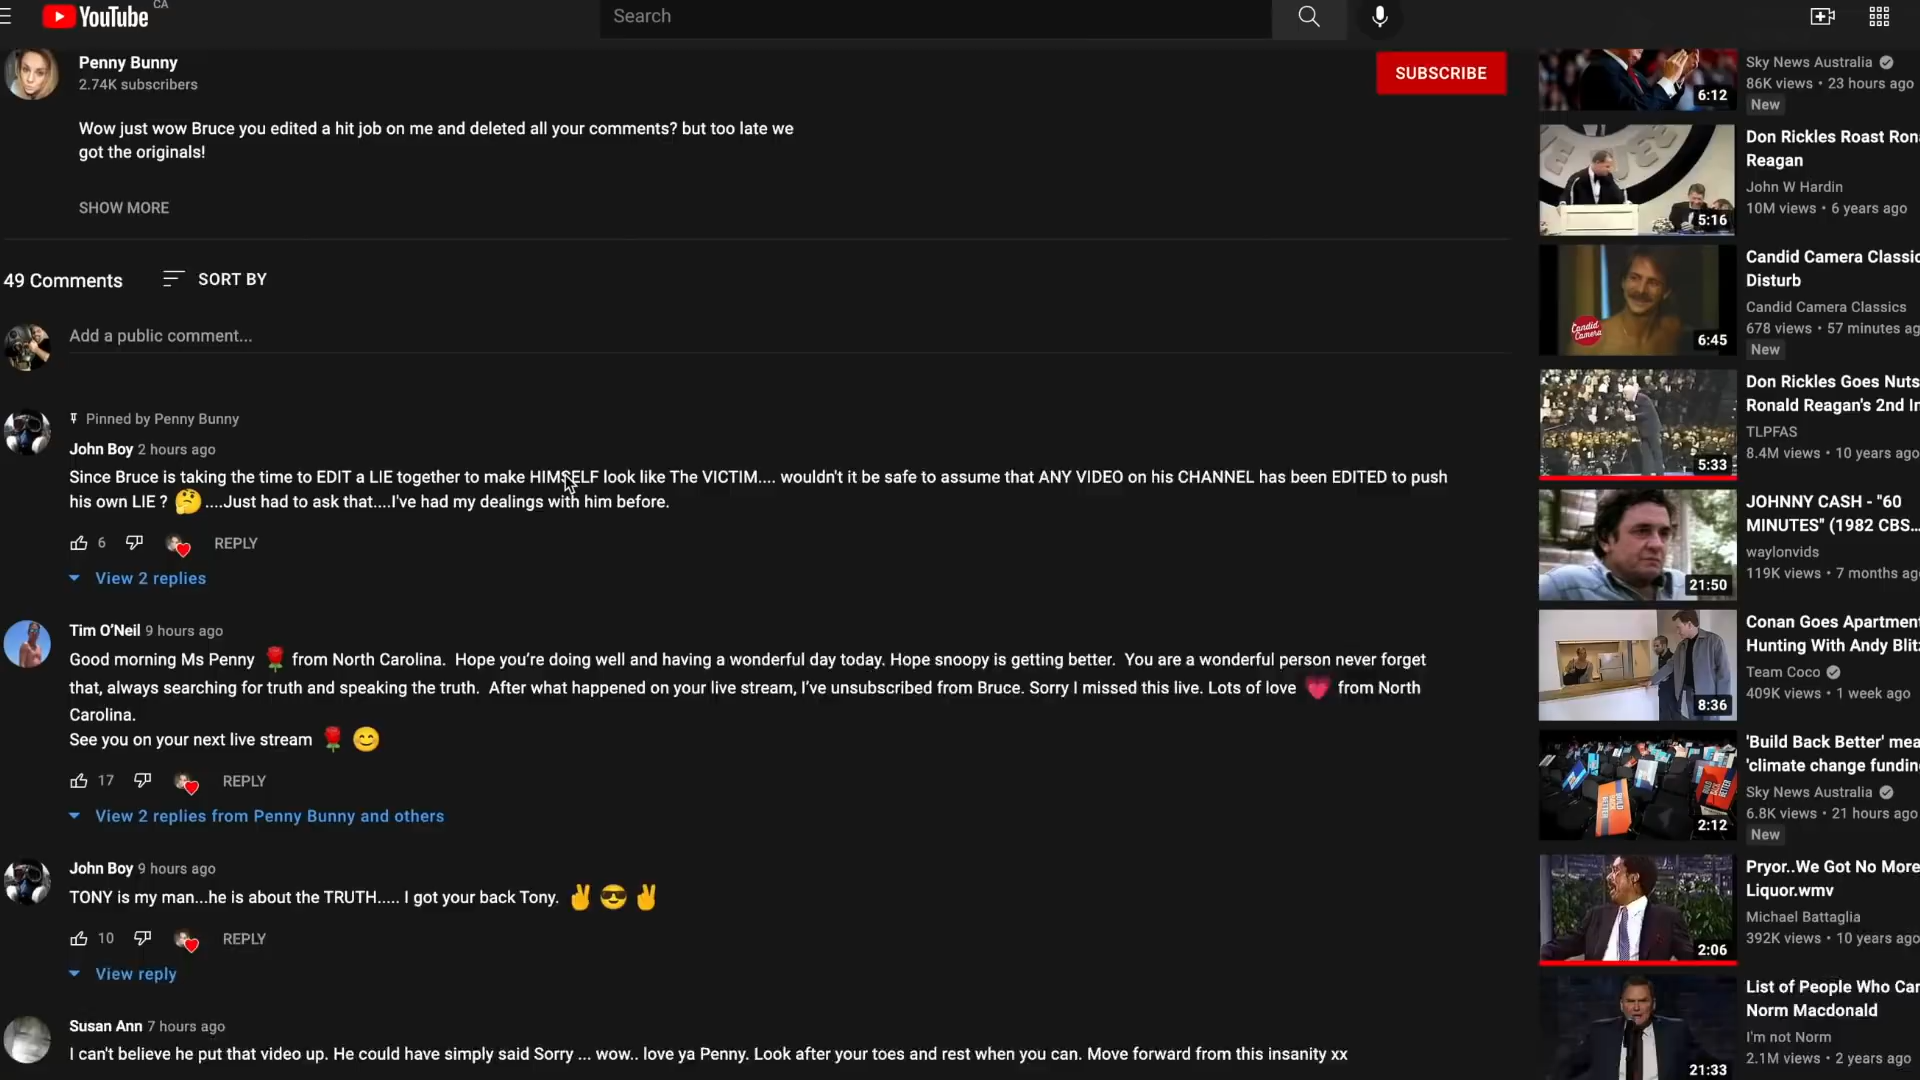 YouTube CA
Search
Penny Bunny
2.74K subscribers
SUBSCRIBE
Wow just wow Bruce you edited a hit job on me and deleted all your comments? but too late we
got the originals!
SHOW MORE
49 Comments
SORT BY
Add a public comment...
Pinned by Penny Bunny
John Boy 2 hours ago
Since Bruce is taking the time to EDIT a LIE together to make HIMSELF look like The VICTIM.... wouldn't it be safe to assume that ANY VIDEO on his CHANNEL has been EDITED to push
his own LIE ? 🤔 ....Just had to ask that....I've had my dealings with him before.
6 REPLY
View 2 replies
Tim O'Neil 9 hours ago
Good morning Ms Penny 🌹 from North Carolina. Hope you're doing well and having a wonderful day today. Hope snoopy is getting better. You are a wonderful person never forget
that, always searching for truth and speaking the truth. After what happened on your live stream, I've unsubscribed from Bruce. Sorry I missed this live. Lots of love 💗 from North
Carolina.
See you on your next live stream 🌹 😊
17 REPLY
View 2 replies from Penny Bunny and others
John Boy 9 hours ago
TONY is my man...he is about the TRUTH..... I got your back Tony. ✌ 😎 ✌
10 REPLY
View reply
Susan Ann 7 hours ago
I can't believe he put that video up. He could have simply said Sorry ... wow.. love ya Penny. Look after your toes and rest when you can. Move forward from this insanity xx
6:12
Sky News Australia
86K views • 23 hours ago
New
5:16
Don Rickles Roast Ron
Reagan
John W Hardin
10M views • 6 years ago
Candid Camera
6:45
Candid Camera Classic
Disturb
Candid Camera Classics
678 views • 57 minutes ag
New
5:33
Don Rickles Goes Nuts
Ronald Reagan's 2nd In
TLPFAS
8.4M views • 10 years ago
21:50
JOHNNY CASH - "60
MINUTES" (1982 CBS...
waylonvids
119K views • 7 months ago
8:36
Conan Goes Apartment
Hunting With Andy Blitz
Team Coco
409K views • 1 week ago
BUILD BACK BETTER
2:12
'Build Back Better' mea
'climate change fundin
Sky News Australia
6.8K views • 21 hours ago
New
2:06
Pryor..We Got No More
Liquor.wmv
Michael Battaglia
392K views • 10 years ago
21:33
List of People Who Can
Norm Macdonald
I'm not Norm
2.1M views • 2 years ago